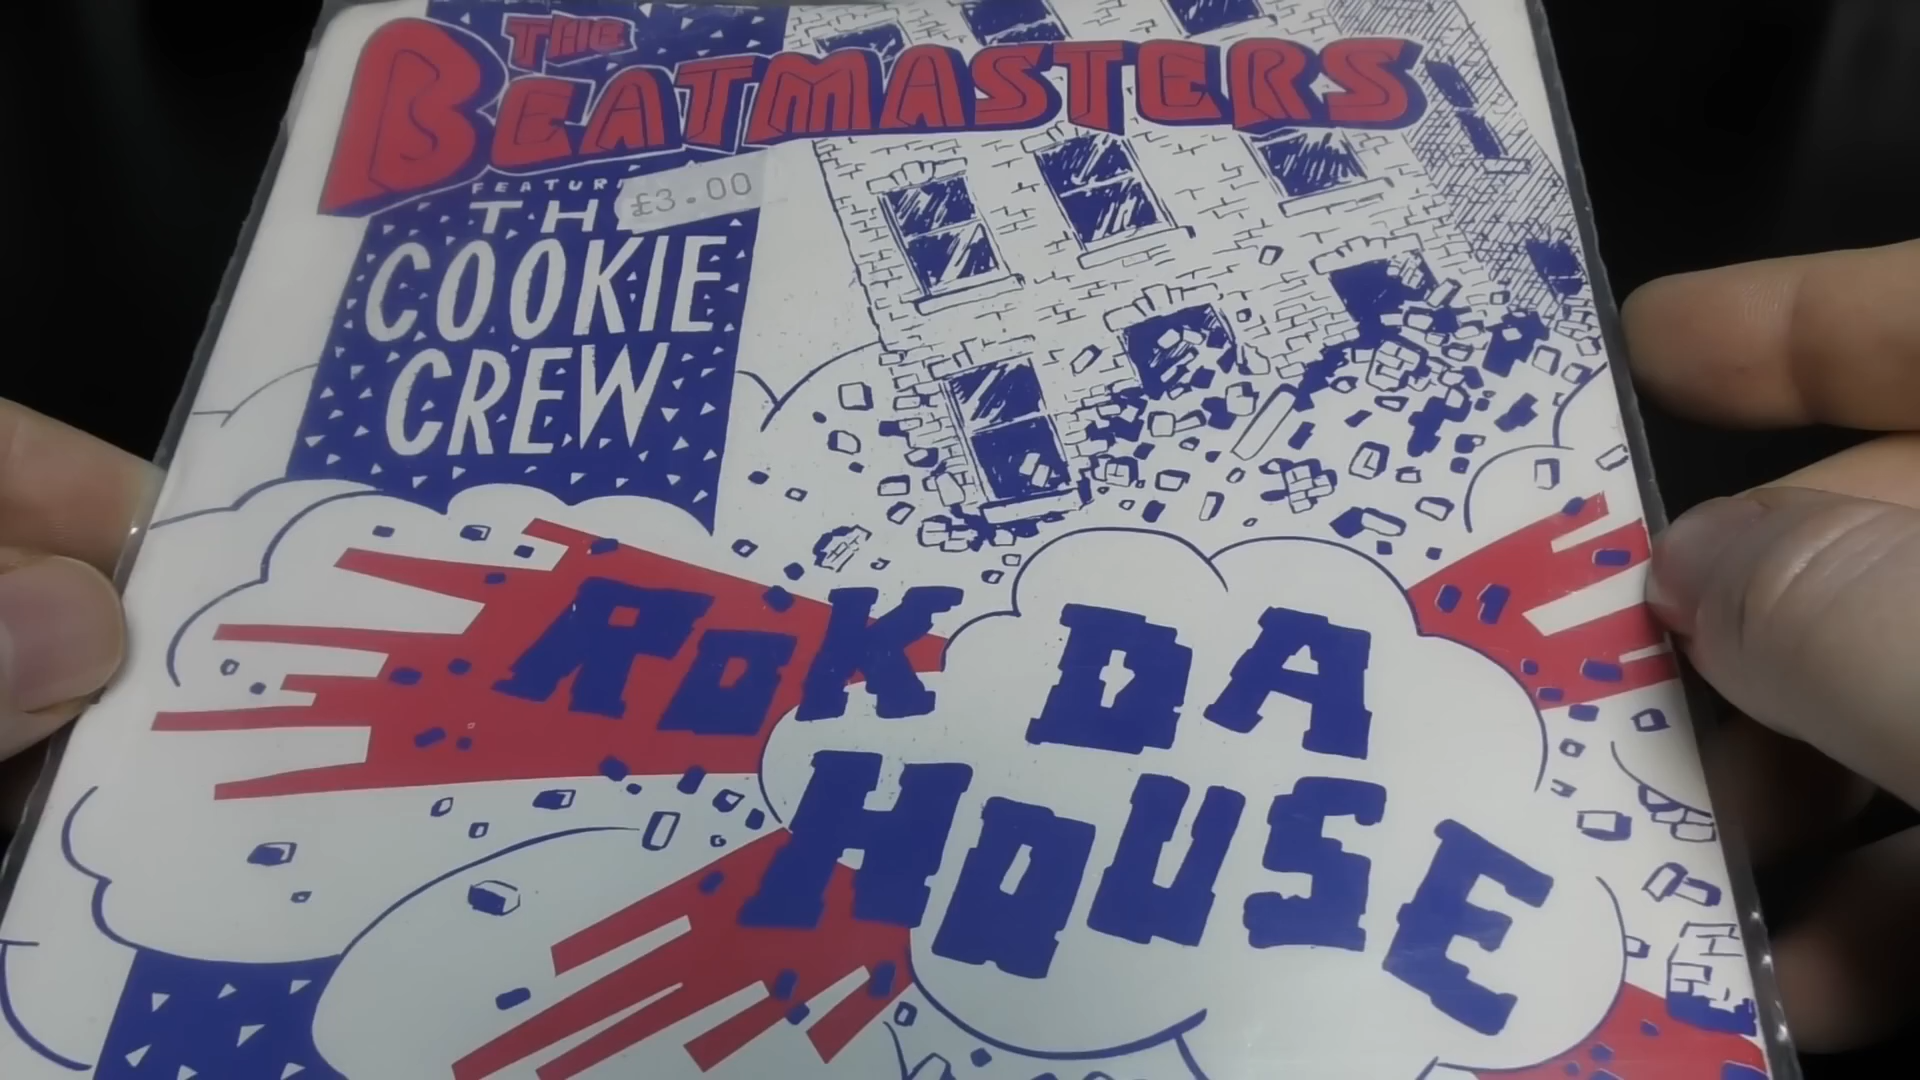 THE
BEATMASTERS
£3.00
COOKIE
CREW
ROK DA
HOUSE